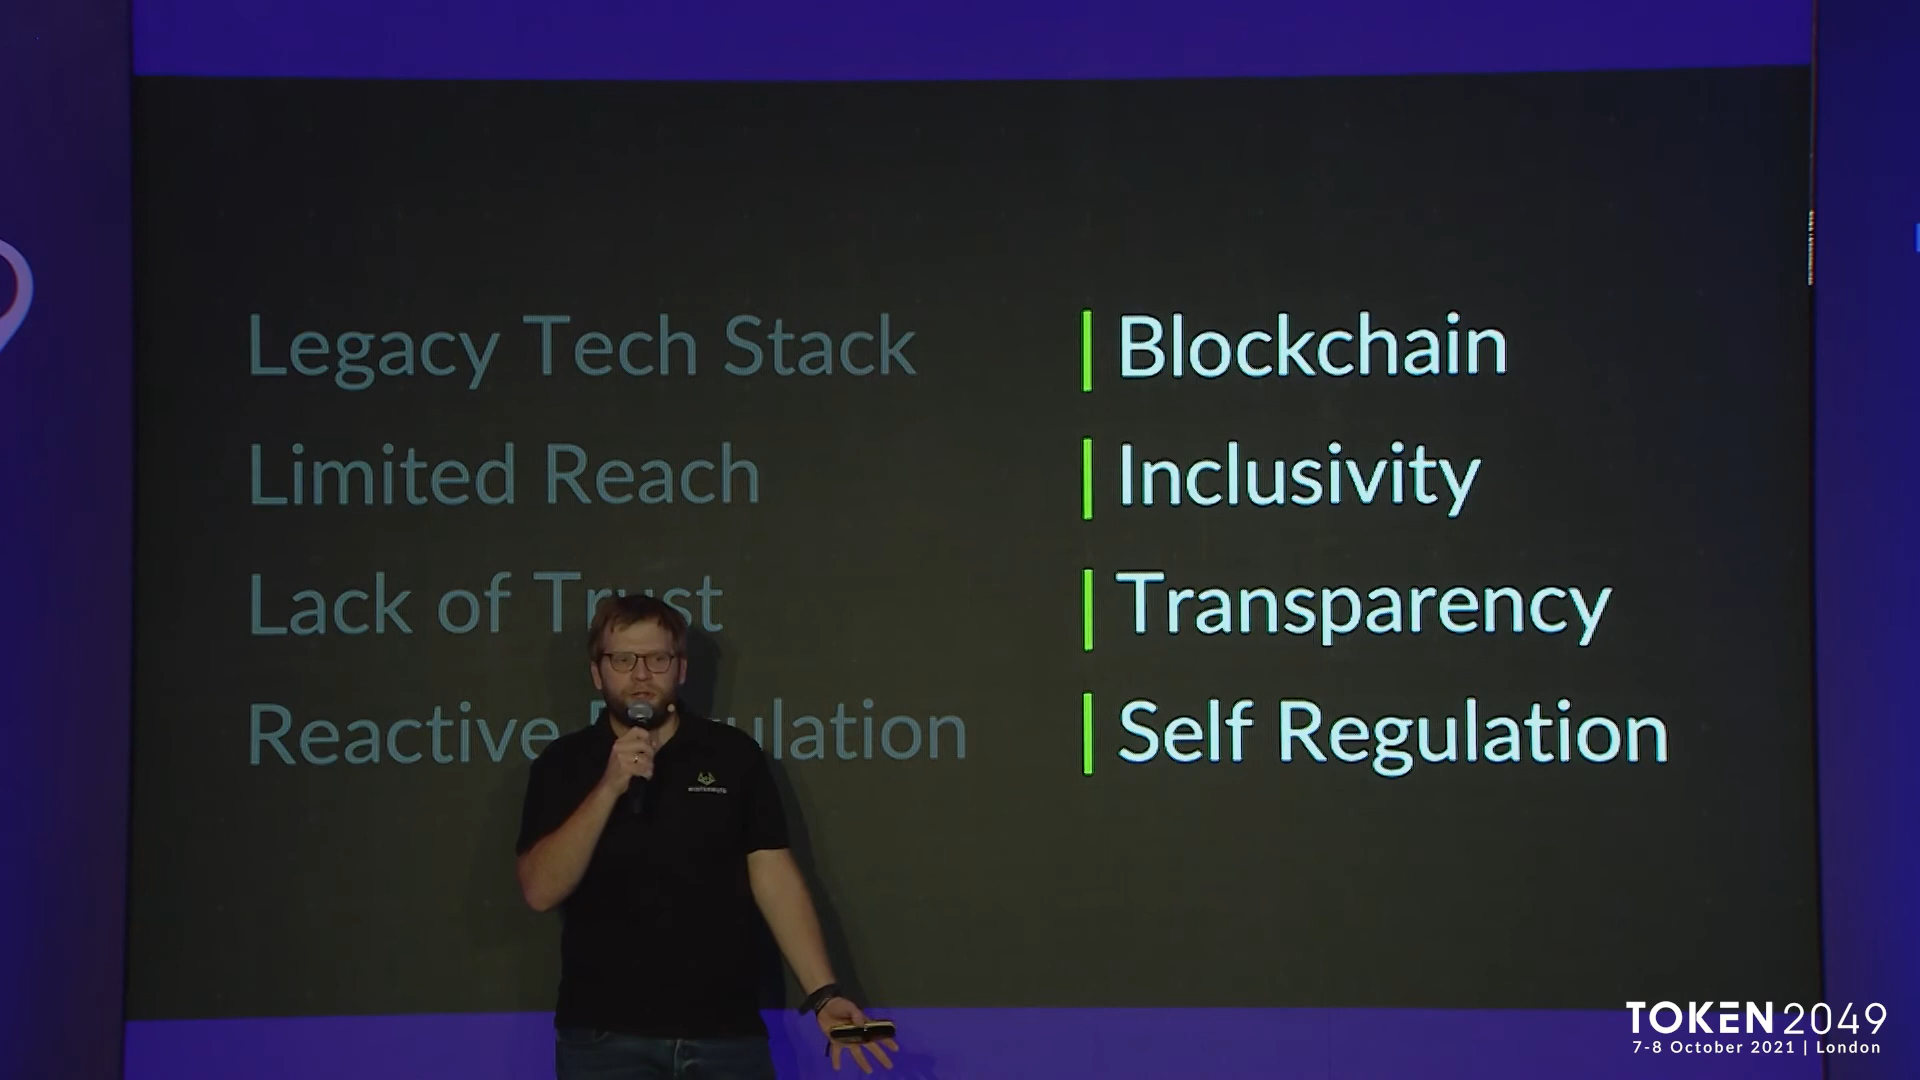 Legacy Tech Stack
Blockchain
Limited Reach
Inclusivity
Lack of Trust
Transparency
Reactive
Self Regulation
TOKEN2049
7-8 October 2021 | London